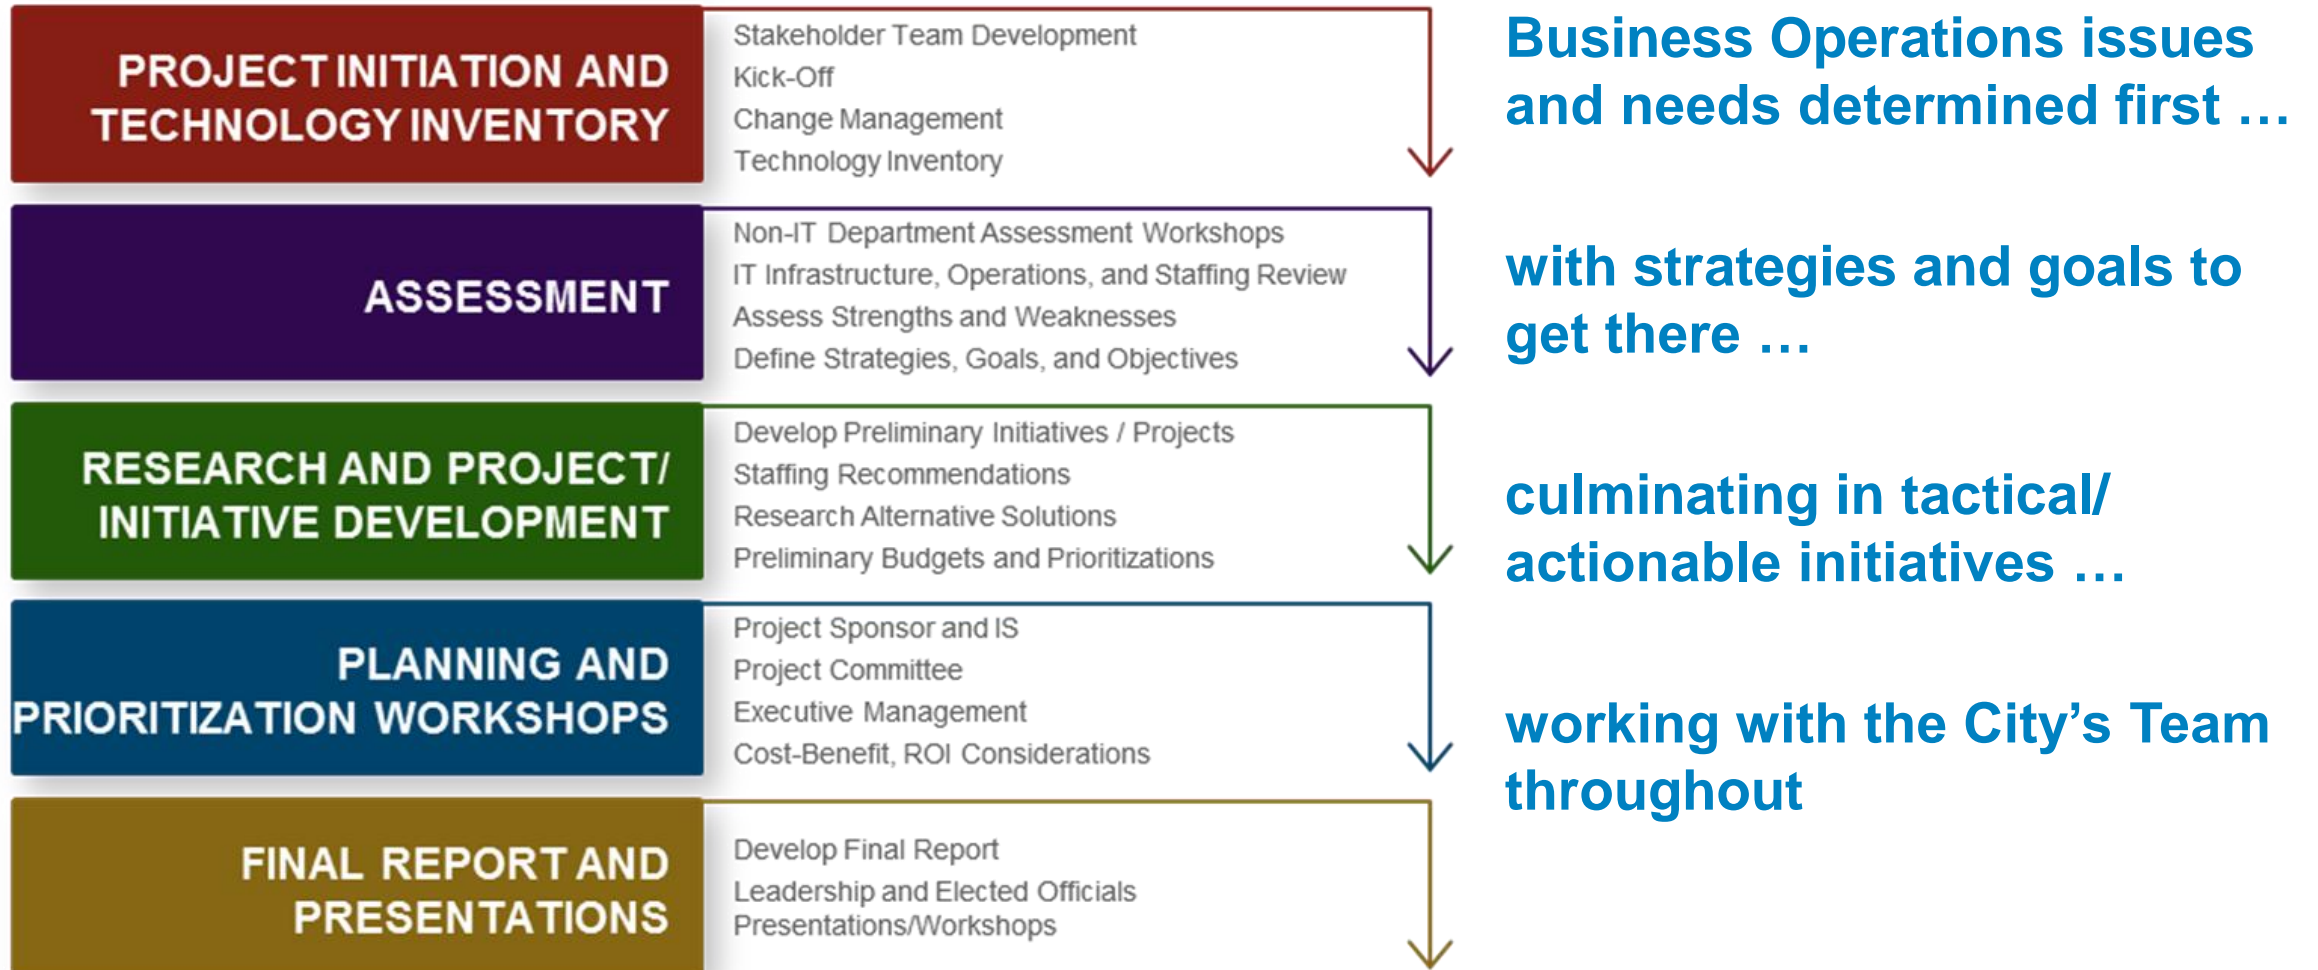 PROJECT INITIATION AND
TECHNOLOGY INVENTORY
Stakeholder Team Development
Kick-Off
Change Management
Technology Inventory
ASSESSMENT
Non-IT Department Assessment Workshops
IT Infrastructure, Operations, and Staffing Review
Assess Strengths and Weaknesses
Define Strategies, Goals, and Objectives
RESEARCH AND PROJECT/
INITIATIVE DEVELOPMENT
Develop Preliminary Initiatives / Projects
Staffing Recommendations
Research Alternative Solutions
Preliminary Budgets and Prioritizations
PLANNING AND
PRIORITIZATION WORKSHOPS
Project Sponsor and IS
Project Committee
Executive Management
Cost-Benefit, ROI Considerations
FINAL REPORT AND
PRESENTATIONS
Develop Final Report
Leadership and Elected Officials
Presentations/Workshops
Business Operations issues
and needs determined first …
with strategies and goals to
get there …
culminating in tactical/
actionable initiatives …
working with the City’s Team
throughout